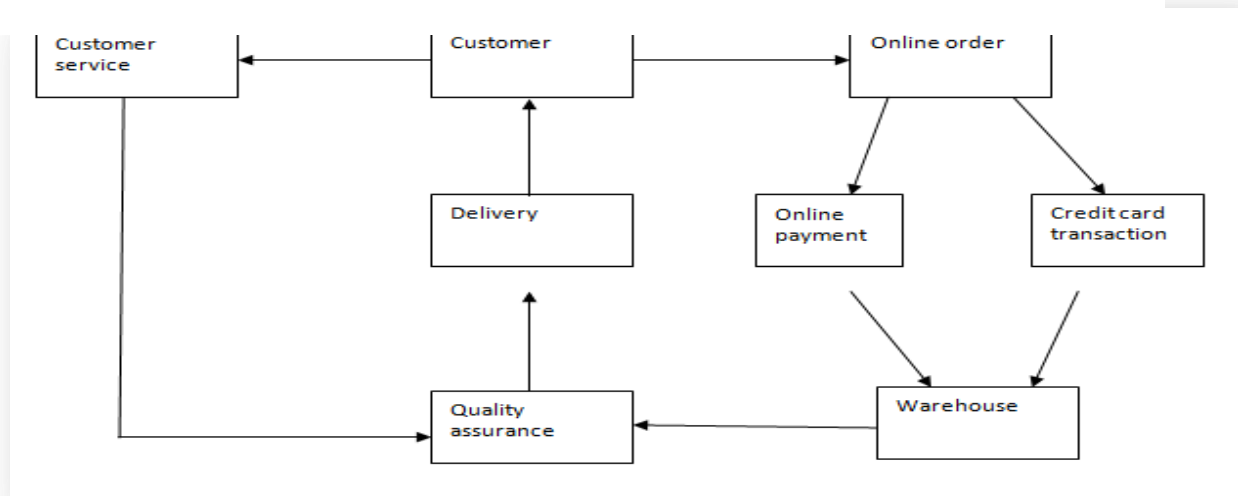 Customer
service
Customer
Online order
Delivery
Online
payment
Credit card
transaction
Quality
assurance
Warehouse